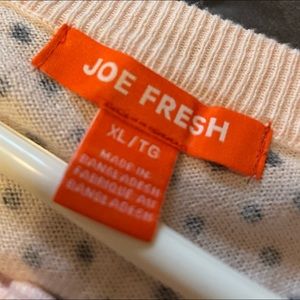 JOE FRESH
XL/TG
MADE IN
BANGLADESH
FABRIQUÉ AU
BANGLADESH